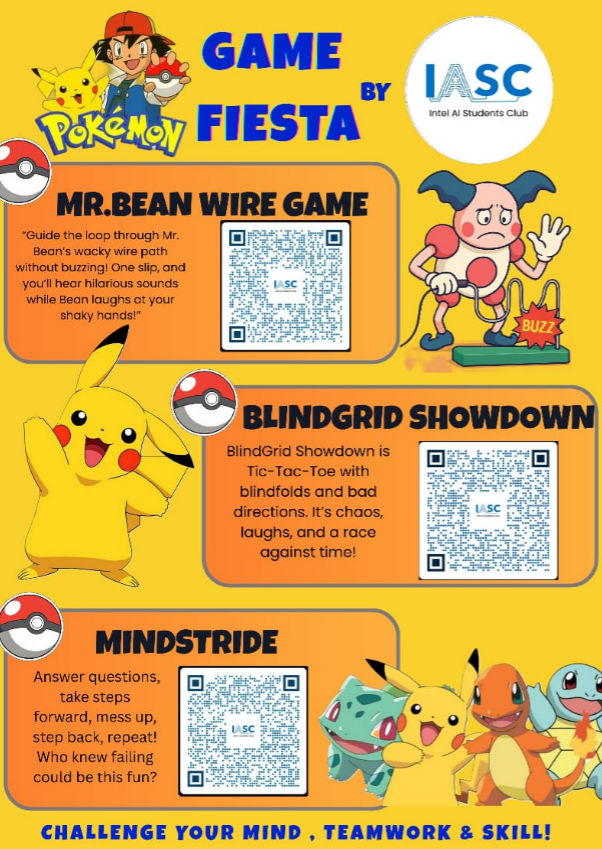 GAME
FIESTA
BY
IASC
Intel AI Students Club
POKéMON
MR.BEAN WIRE GAME
“Guide the loop through Mr.
Bean’s wacky wire path
without buzzing! One slip, and
you’ll hear hilarious sounds
while Bean laughs at your
shaky hands!”
IASC
BUZZ
BLINDGRID SHOWDOWN
BlindGrid Showdown is
Tic-Tac-Toe with
blindfolds and bad
directions. It’s chaos,
laughs, and a race
against time!
IASC
MINDSTRIDE
Answer questions,
take steps
forward, mess up,
step back, repeat!
Who knew failing
could be this fun?
IASC
CHALLENGE YOUR MIND , TEAMWORK & SKILL!